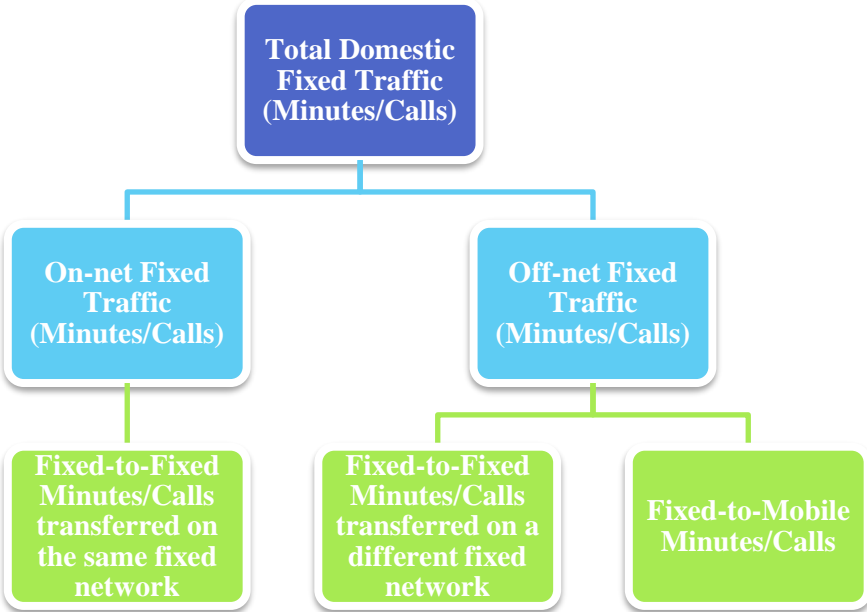 Total Domestic
Fixed Traffic
(Minutes/Calls)
On-net Fixed
Traffic
(Minutes/Calls)
Off-net Fixed
Traffic
(Minutes/Calls)
Fixed-to-Fixed
Minutes/Calls
transferred on
the same fixed
network
Fixed-to-Fixed
Minutes/Calls
transferred on a
different fixed
network
Fixed-to-Mobile
Minutes/Calls